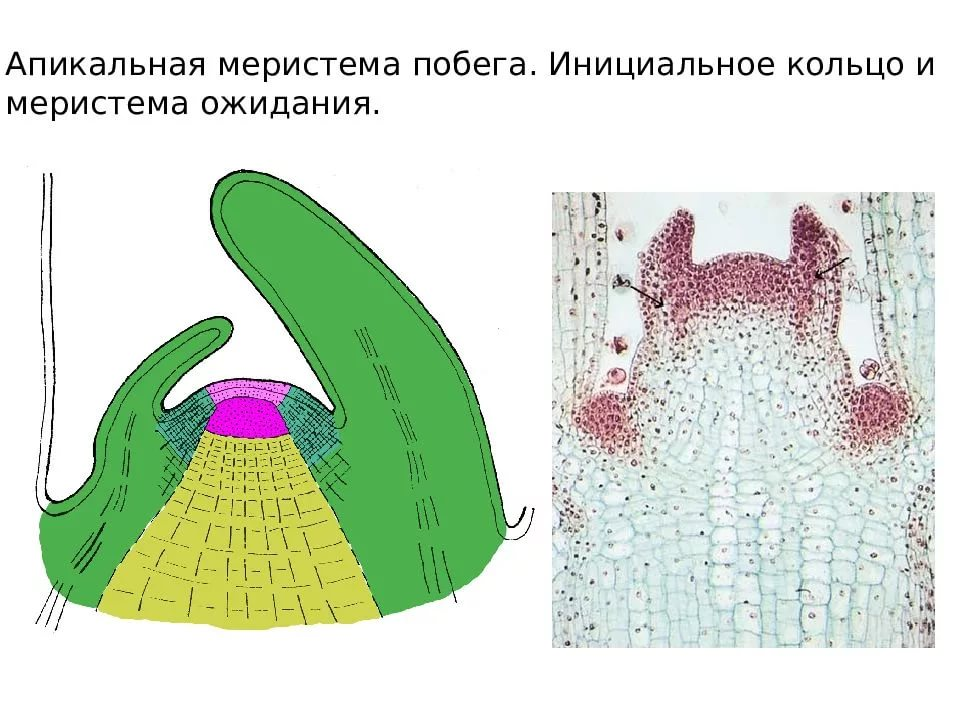 Апикальная меристема побега. Инициальное кольцо и
меристема ожидания.